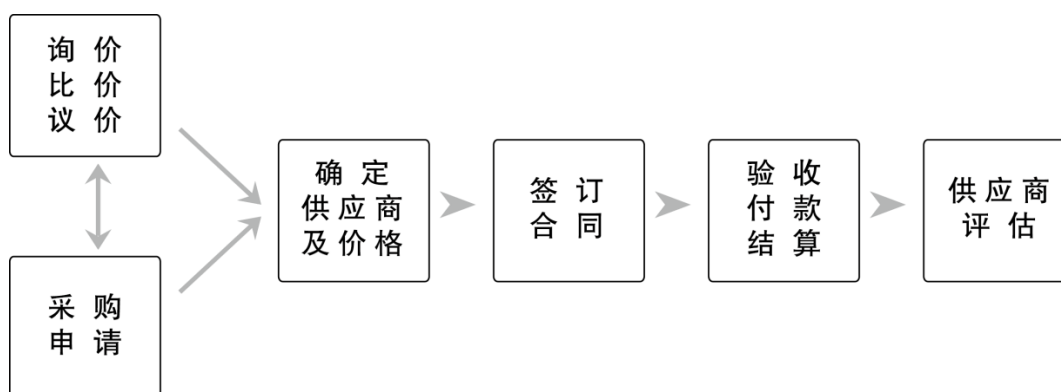 询价
比价
议价
采购
申请
确定
供应商
及价格
签订
合同
验收
付款
结算
供应商
评估